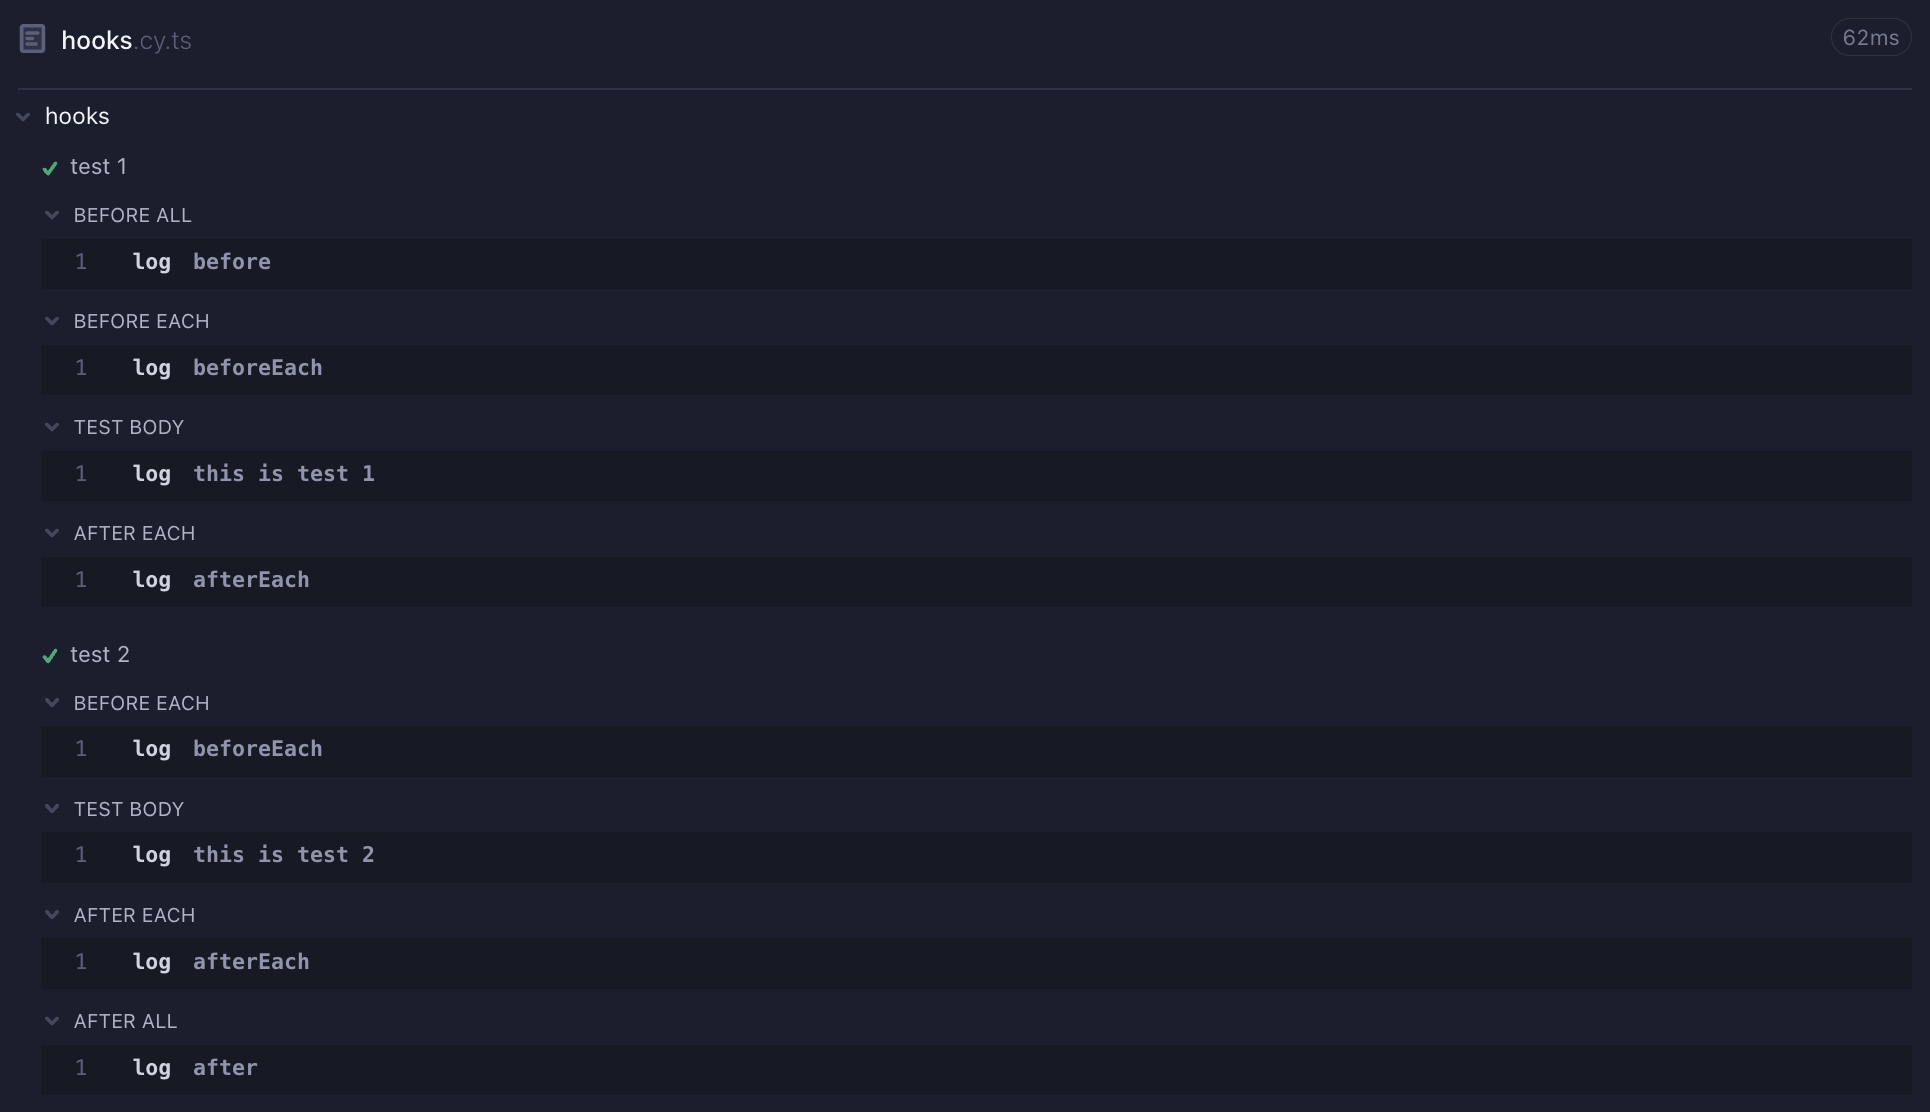 hooks.cy.ts 62ms
hooks
test 1
BEFORE ALL
1 log before
BEFORE EACH
1 log beforeEach
TEST BODY
1 log this is test 1
AFTER EACH
1 log afterEach
test 2
BEFORE EACH
1 log beforeEach
TEST BODY
1 log this is test 2
AFTER EACH
1 log afterEach
AFTER ALL
1 log after